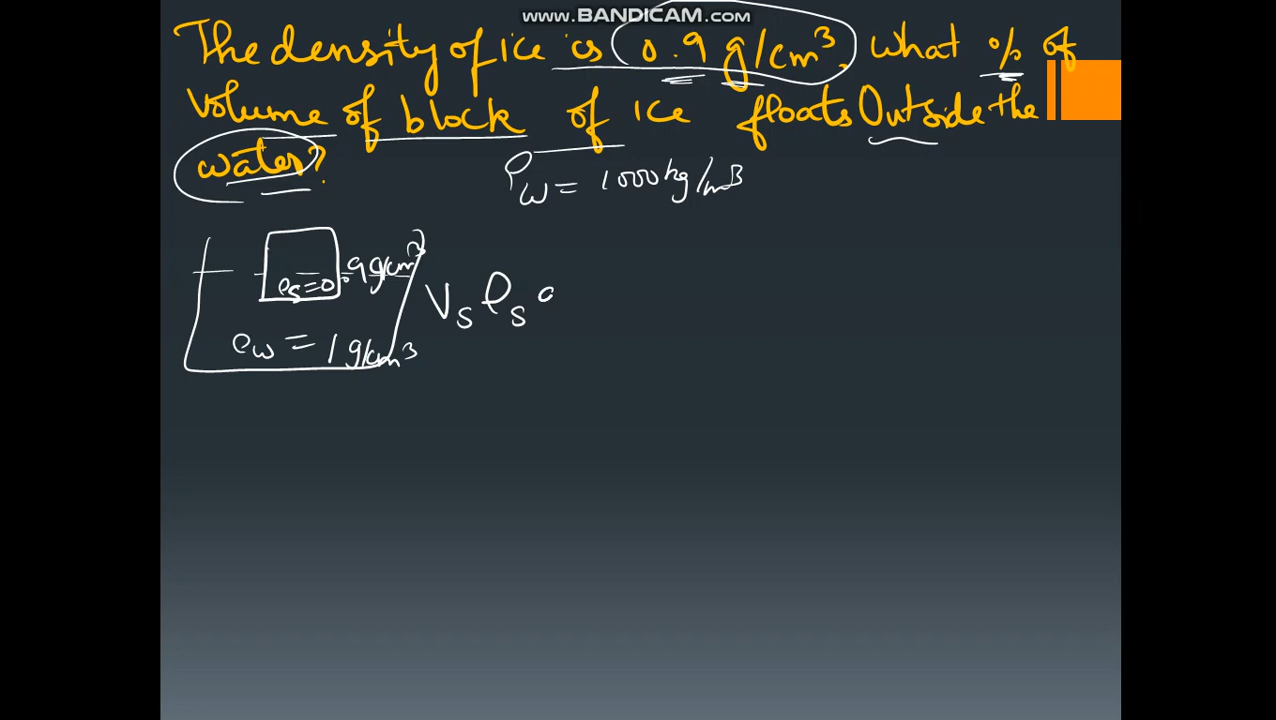 www.BANDICAM.com
The density of ice is 0.9 g/cm³. What % of
volume of block of ice floats Outside the
water?
ρw = 1000 kg/m³
ρs = 0.9 g/cm³
Vs ρs
ρw = 1 g/cm³